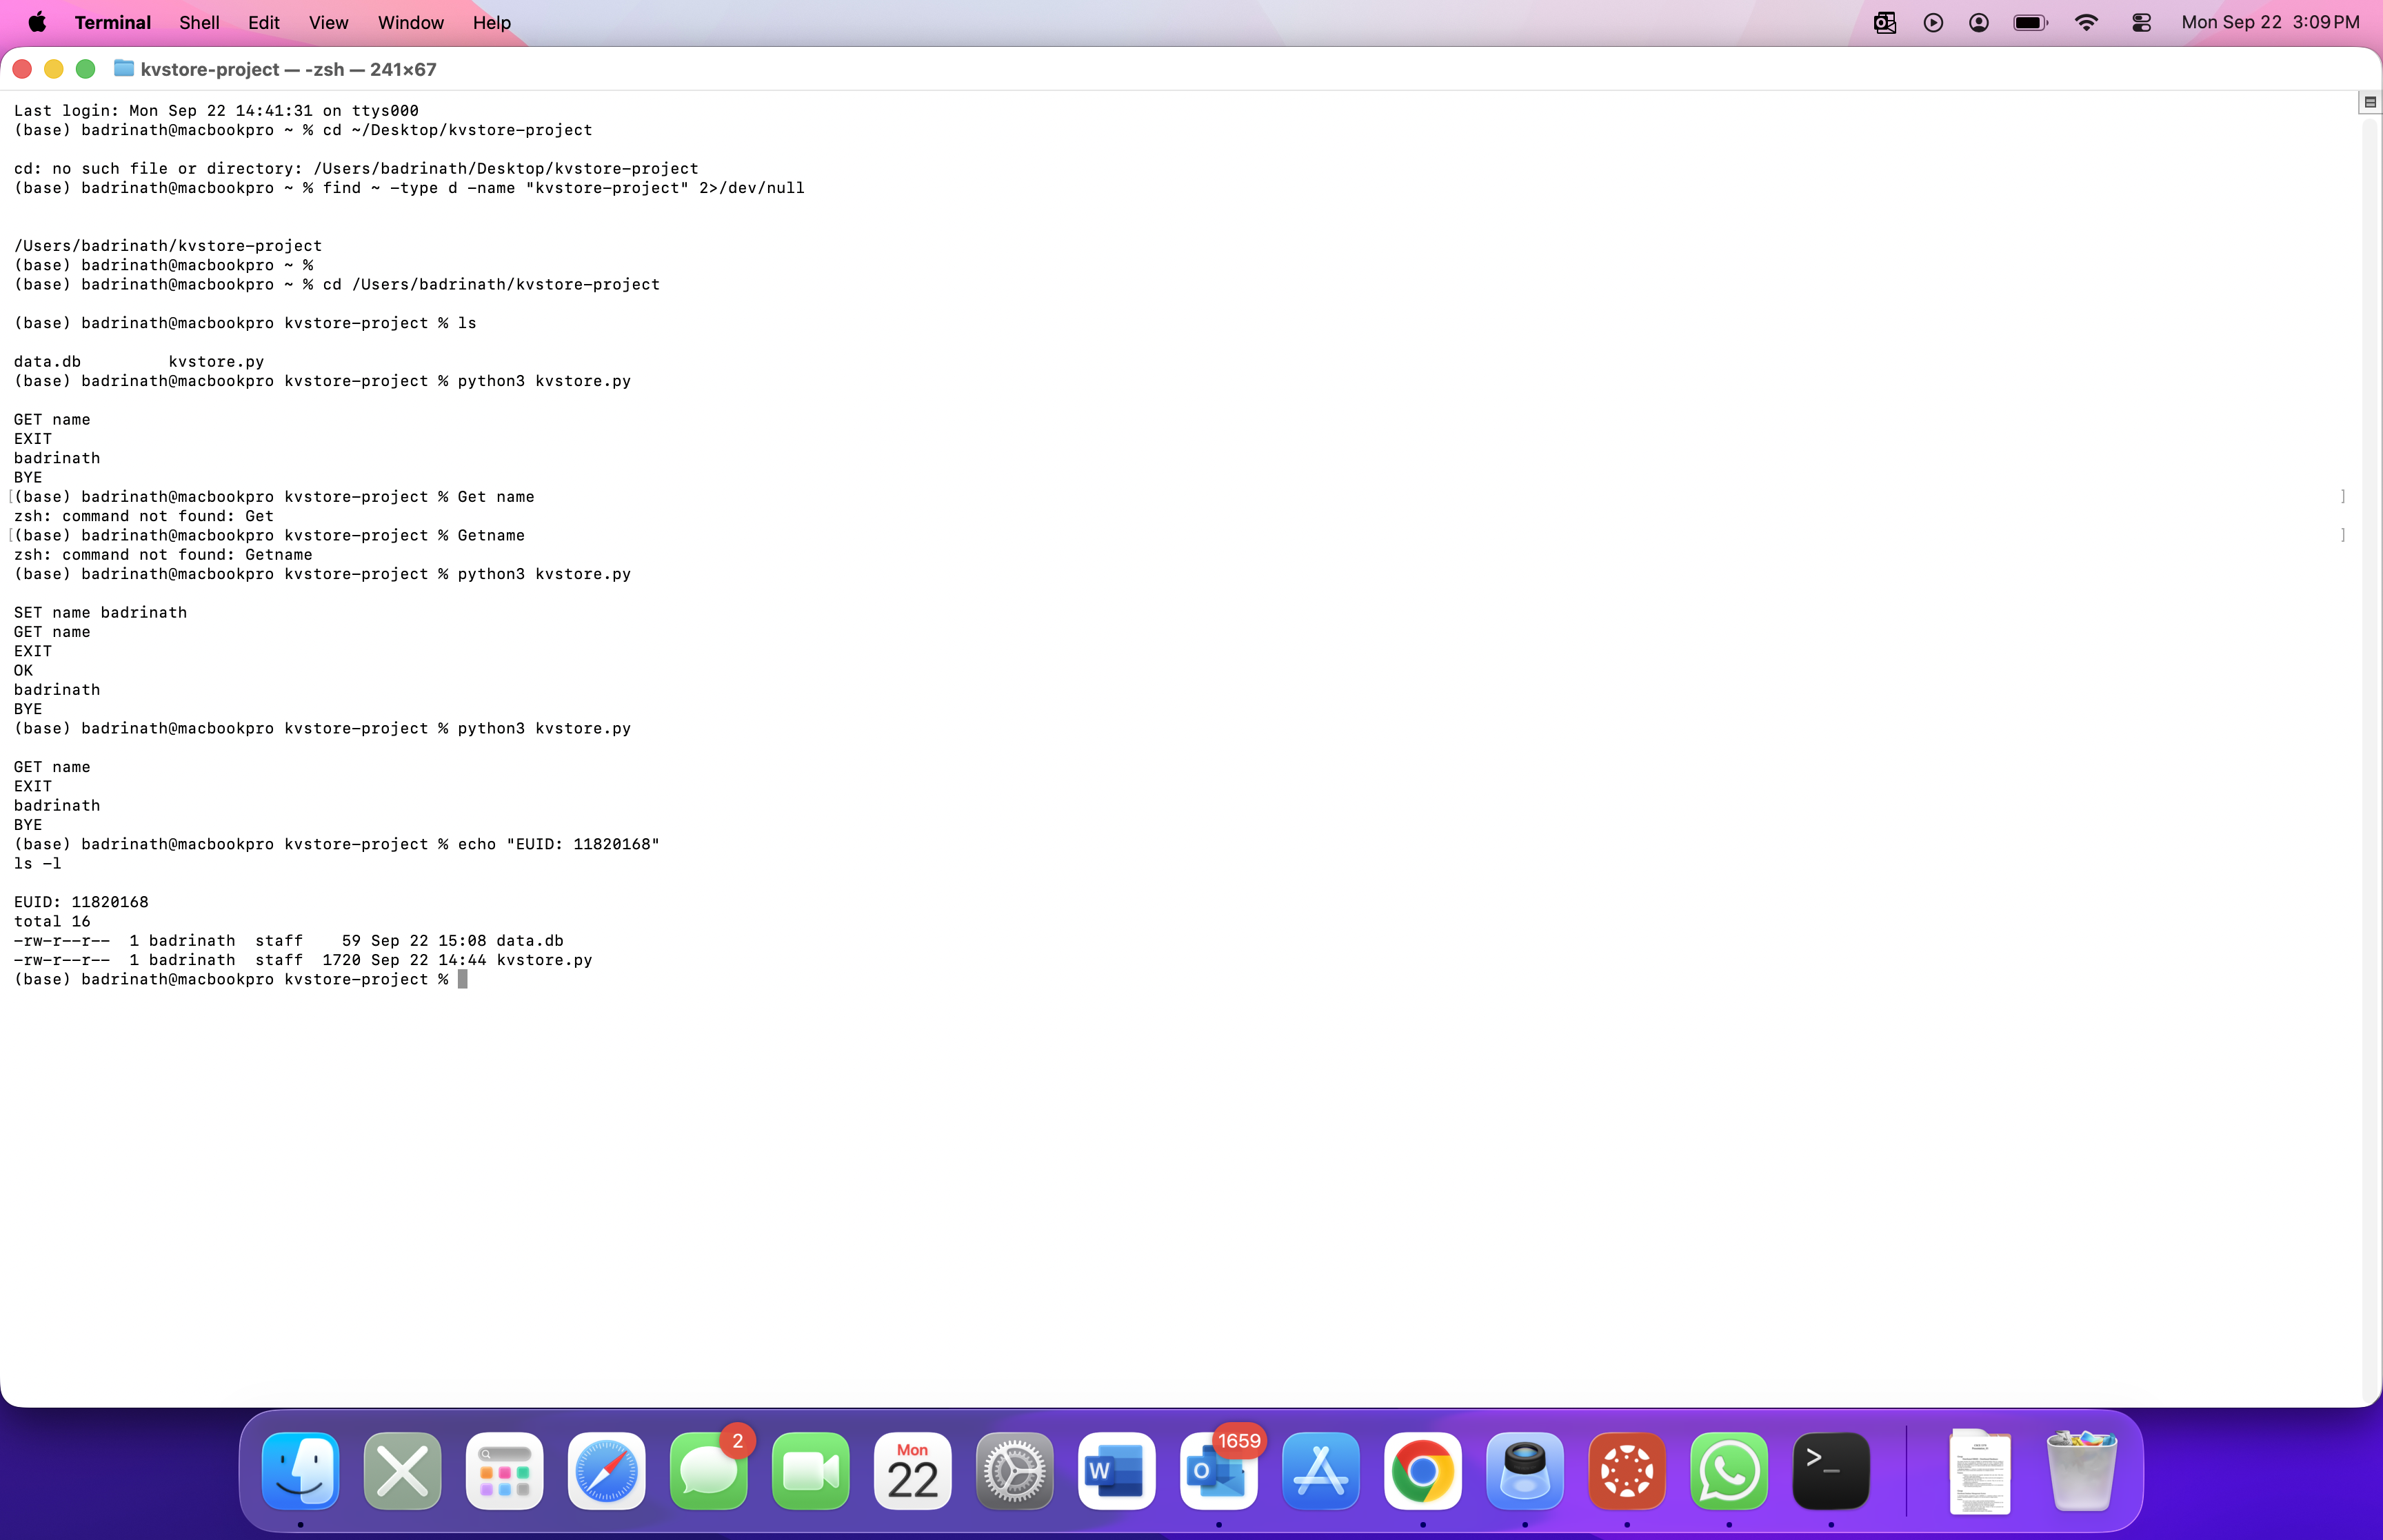 Terminal Shell Edit View Window Help Mon Sep 22 3:09 PM
kvstore-project — -zsh — 241×67
Last login: Mon Sep 22 14:41:31 on ttys000
(base) badrinath@macbookpro ~ % cd ~/Desktop/kvstore-project
cd: no such file or directory: /Users/badrinath/Desktop/kvstore-project
(base) badrinath@macbookpro ~ % find ~ -type d -name "kvstore-project" 2>/dev/null
/Users/badrinath/kvstore-project
(base) badrinath@macbookpro ~ %
(base) badrinath@macbookpro ~ % cd /Users/badrinath/kvstore-project
(base) badrinath@macbookpro kvstore-project % ls
data.db         kvstore.py
(base) badrinath@macbookpro kvstore-project % python3 kvstore.py
GET name
EXIT
badrinath
BYE
[(base) badrinath@macbookpro kvstore-project % Get name ]
zsh: command not found: Get
[(base) badrinath@macbookpro kvstore-project % Getname ]
zsh: command not found: Getname
(base) badrinath@macbookpro kvstore-project % python3 kvstore.py
SET name badrinath
GET name
EXIT
OK
badrinath
BYE
(base) badrinath@macbookpro kvstore-project % python3 kvstore.py
GET name
EXIT
badrinath
BYE
(base) badrinath@macbookpro kvstore-project % echo "EUID: 11820168"
ls -l
EUID: 11820168
total 16
-rw-r--r--  1 badrinath  staff    59 Sep 22 15:08 data.db
-rw-r--r--  1 badrinath  staff  1720 Sep 22 14:44 kvstore.py
(base) badrinath@macbookpro kvstore-project %
2
Mon
22
W
O
1659
>_